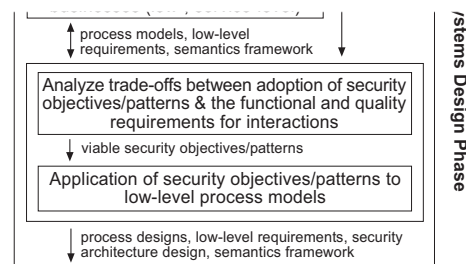 process models, low-level
requirements, semantics framework
Analyze trade-offs between adoption of security
objectives/patterns & the functional and quality
requirements for interactions
viable security objectives/patterns
Application of security objectives/patterns to
low-level process models
process designs, low-level requirements, security
architecture design, semantics framework
Design Phase